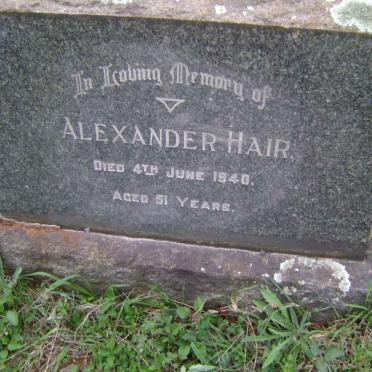 In Loving Memory of
ALEXANDER HAIR
DIED 4TH JUNE 1940.
AGED 51 YEARS.